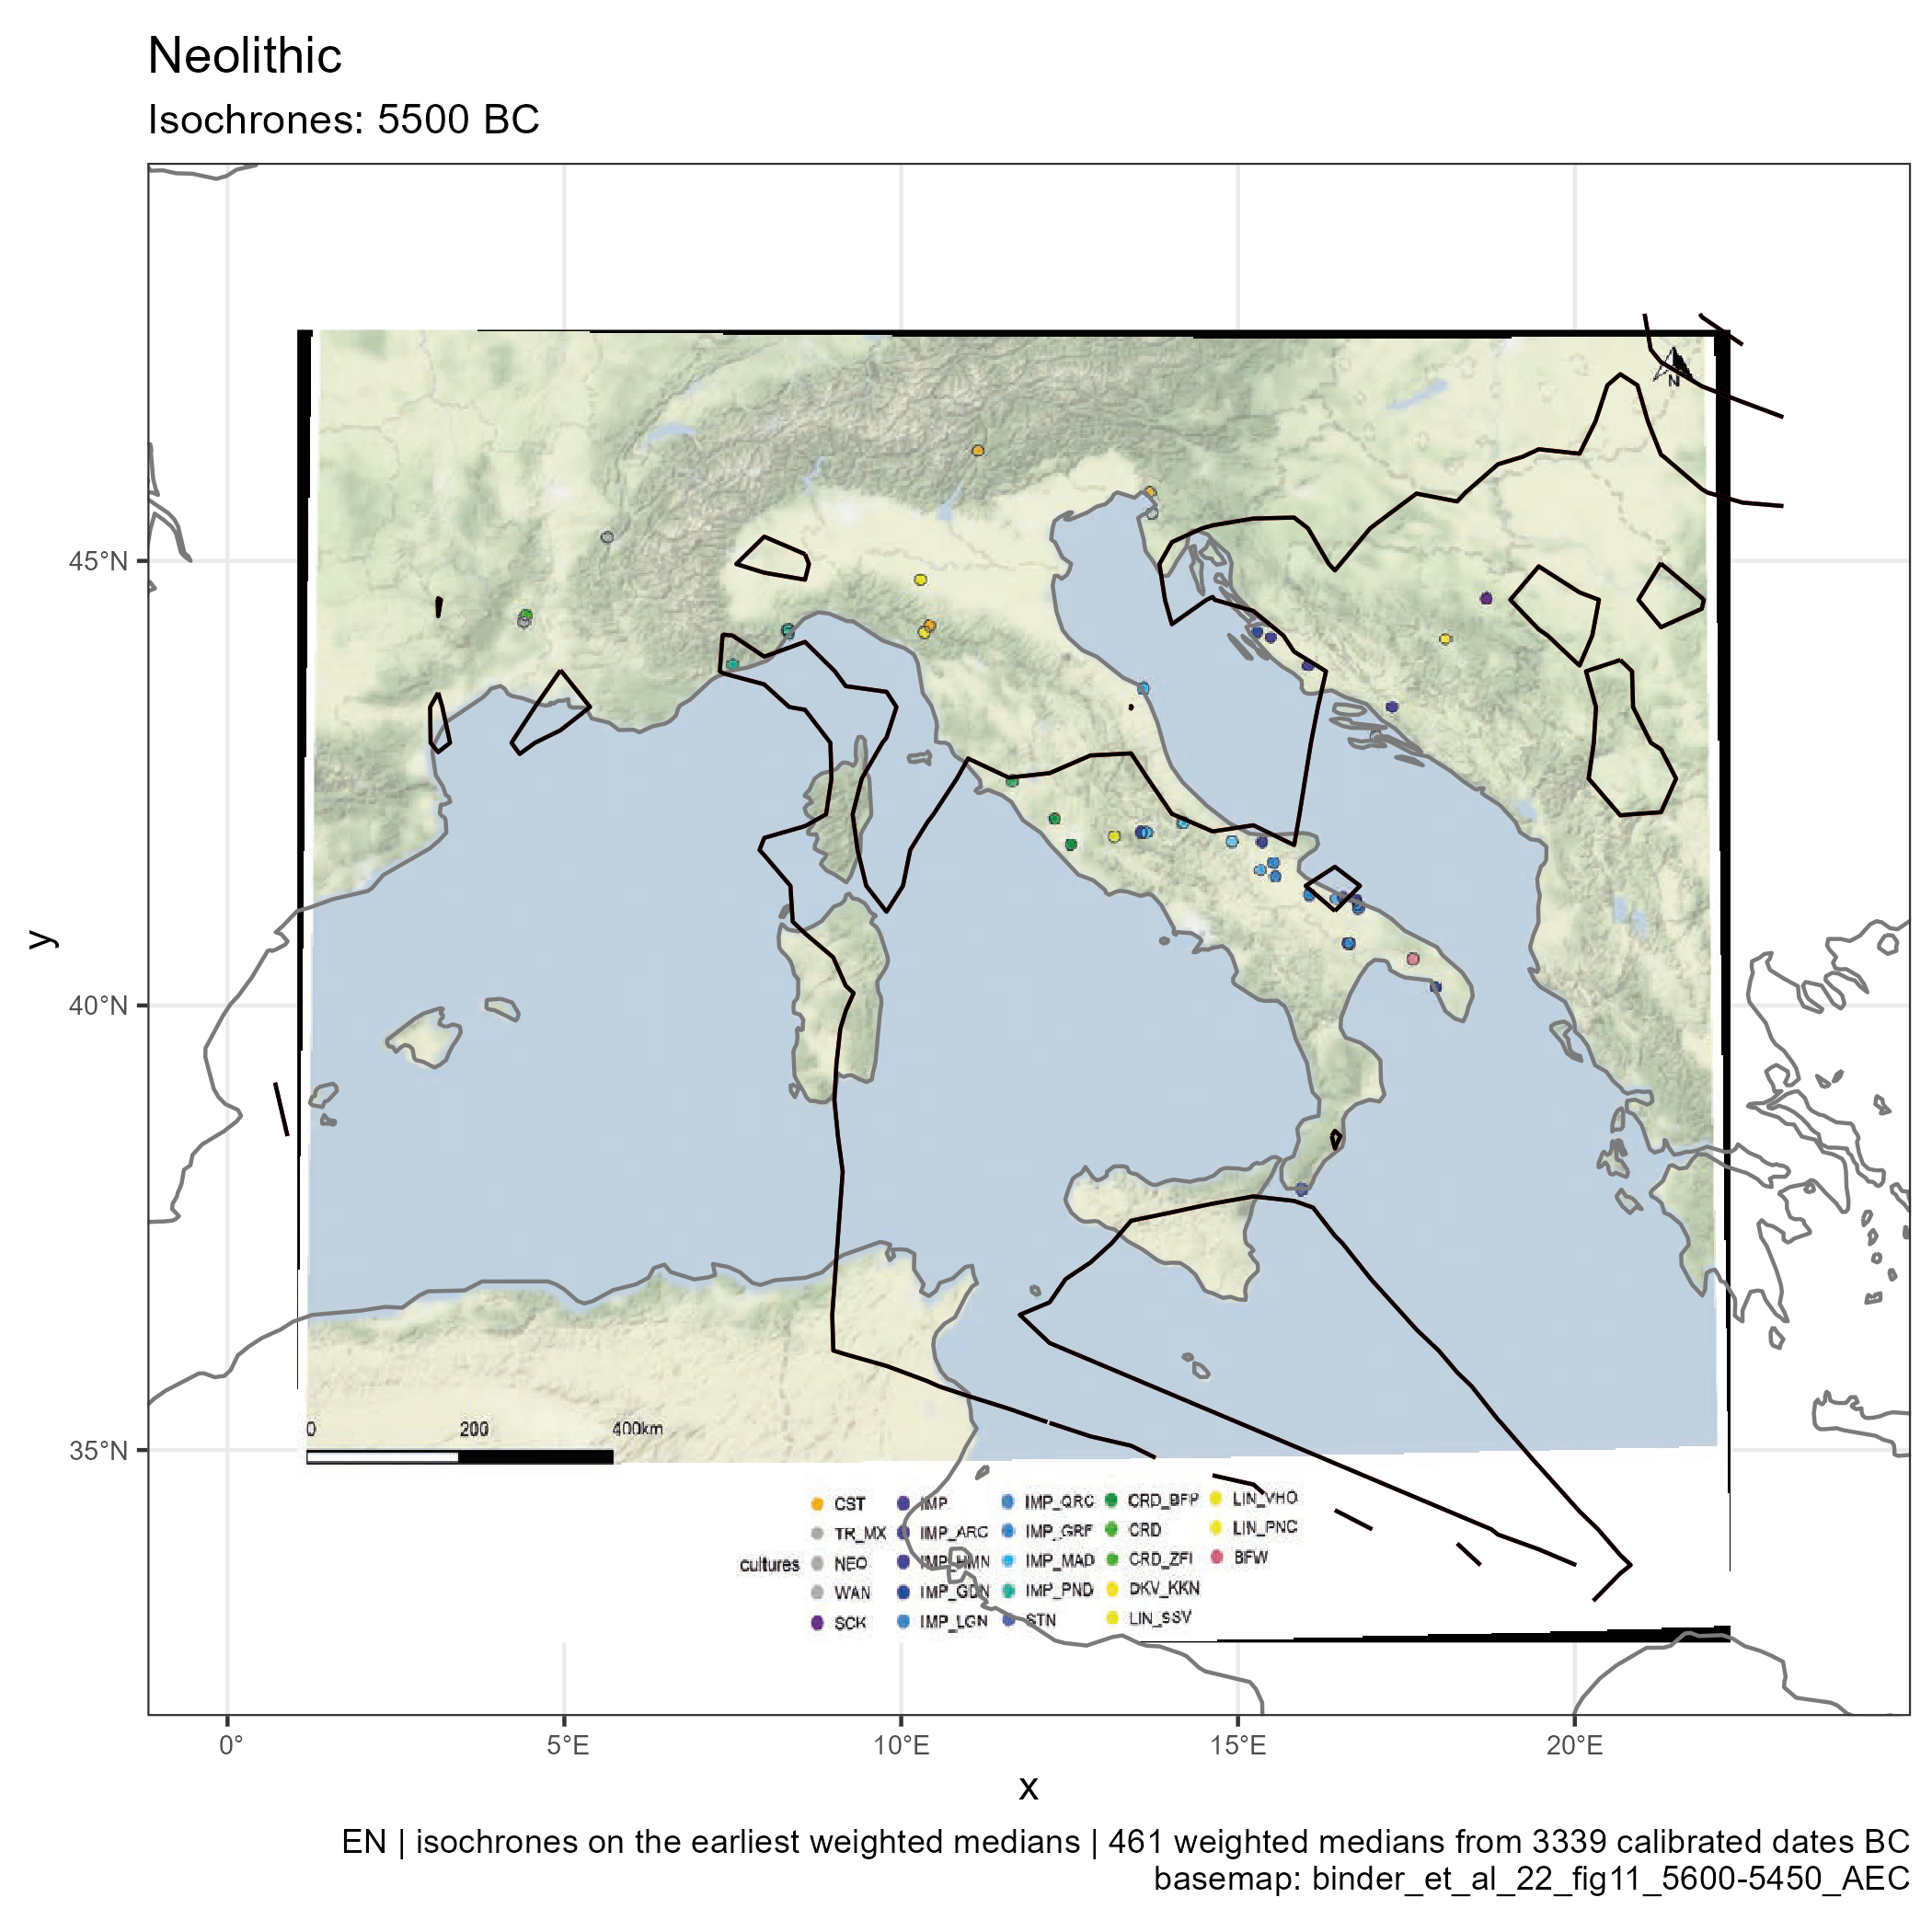 Neolithic
Isochrones: 5500 BC
N
45°N
40°N
35°N
y
0 200 400km
cultures
CST IMP IMP_QRC CRD_BFP LIN_VHO
TR_MX IMP_ARC IMP_GRF CRD LIN_PNC
NEO IMP_HMN IMP_MAD CRD_ZFI BFW
WAN IMP_GDN IMP_PND DKV_KKN
SCK IMP_LGN STN LIN_SSV
0° 5°E 10°E 15°E 20°E
x
EN | isochrones on the earliest weighted medians | 461 weighted medians from 3339 calibrated dates BC
basemap: binder_et_al_22_fig11_5600-5450_AEC